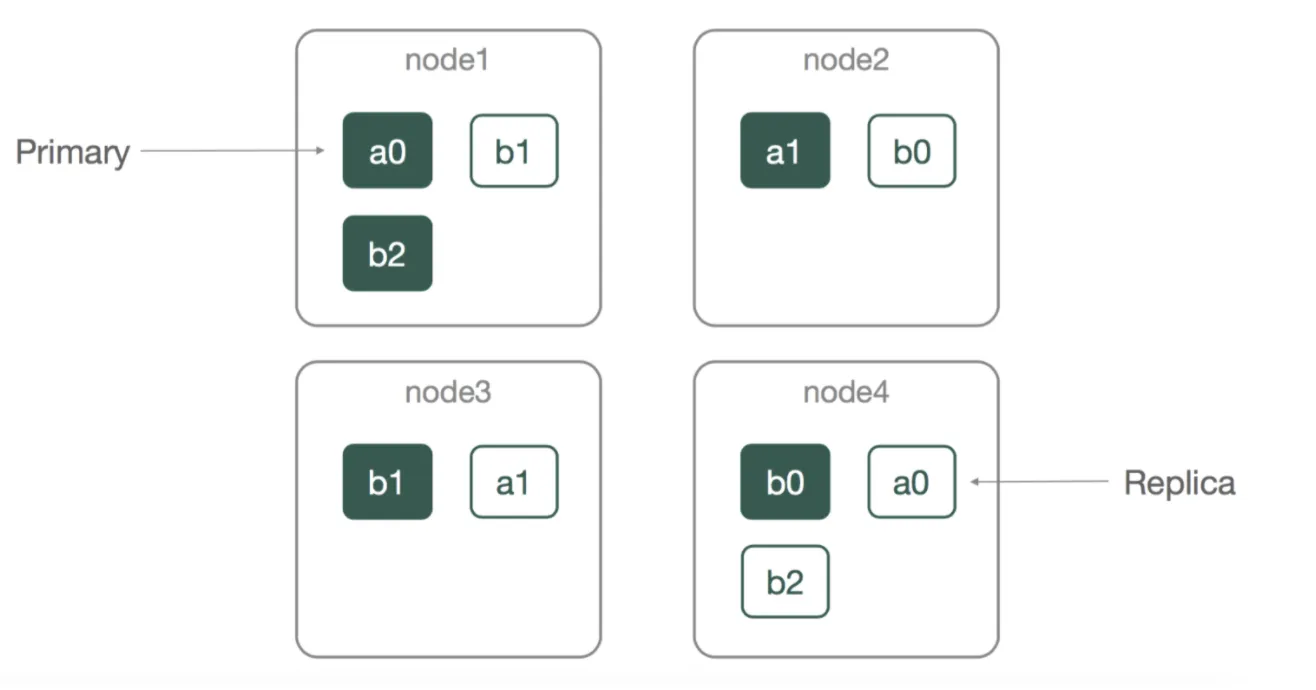 node1
node2
Primary
a0
b1
a1
b0
b2
node3
node4
b1
a1
b0
a0
Replica
b2